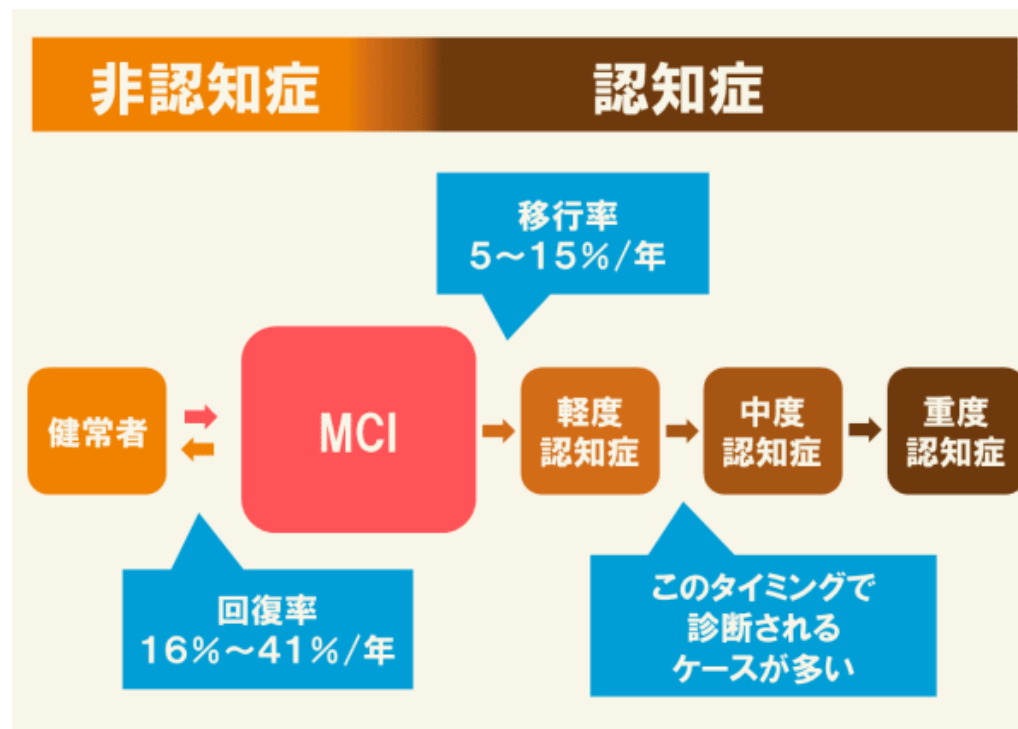 非認知症
認知症
移行率
5〜15%/年
健常者
MCI
軽度
認知症
中度
認知症
重度
認知症
回復率
16%〜41%/年
このタイミングで
診断される
ケースが多い